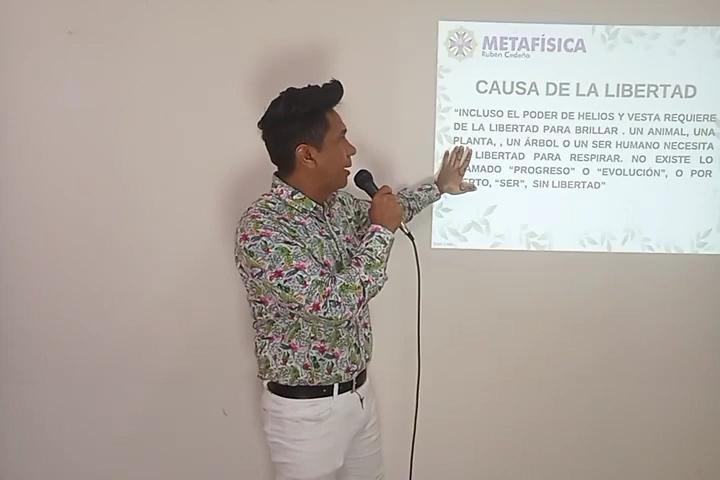 METAFÍSICA
Ruben Cedeño
CAUSA DE LA LIBERTAD
“INCLUSO EL PODER DE HELIOS Y VESTA REQUIERE
DE LA LIBERTAD PARA BRILLAR . UN ANIMAL, UNA
PLANTA, , UN ÁRBOL O UN SER HUMANO NECESITA
LIBERTAD PARA RESPIRAR. NO EXISTE LO
AMADO “PROGRESO” O “EVOLUCIÓN”, O POR
ERTO, “SER”, SIN LIBERTAD”